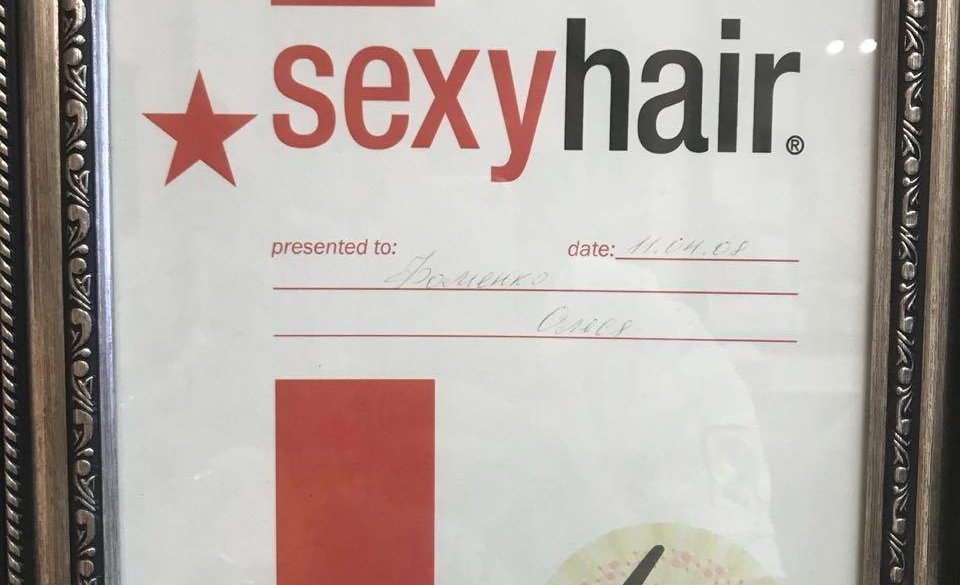 sexyhair®
presented to: date: 11.04.08
Фоменко
Олеся